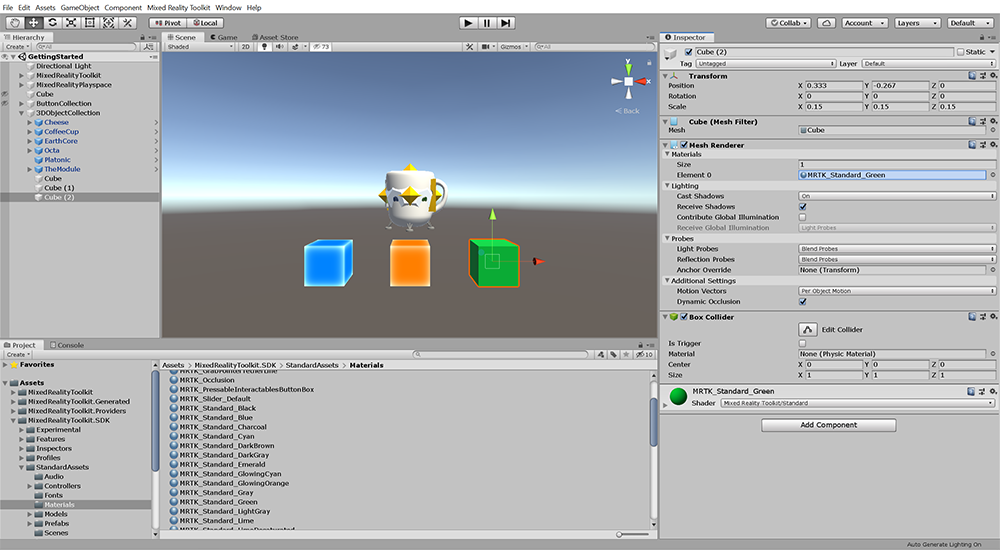 File Edit Assets GameObject Component Mixed Reality Toolkit Window Help
Pivot Local Collab Account Layers Default
Hierarchy
Create All
GettingStarted
Directional Light
MixedRealityToolkit
MixedRealityPlayspace
Cube
ButtonCollection
3DObjectCollection
Cheese
CoffeeCup
EarthCore
Octa
Platonic
TheModule
Cube
Cube (1)
Cube (2)
Scene Game Asset Store
Shaded 2D 73 Gizmos All
y
x
Back
Inspector
Cube (2) Static
Tag Untagged Layer Default
Transform
Position X 0.333 Y -0.267 Z 0
Rotation X 0 Y 0 Z 0
Scale X 0.15 Y 0.15 Z 0.15
Cube (Mesh Filter)
Mesh Cube
Mesh Renderer
Materials
Size 1
Element 0 MRTK_Standard_Green
Lighting
Cast Shadows On
Receive Shadows
Contribute Global Illumination
Receive Global Illumination Light Probes
Probes
Light Probes Blend Probes
Reflection Probes Blend Probes
Anchor Override None (Transform)
Additional Settings
Motion Vectors Per Object Motion
Dynamic Occlusion
Box Collider
Edit Collider
Is Trigger
Material None (Physic Material)
Center X 0 Y 0 Z 0
Size X 1 Y 1 Z 1
MRTK_Standard_Green
Shader Mixed Reality Toolkit/Standard
Add Component
Project Console
Create 10
Favorites
Assets
MixedRealityToolkit
MixedRealityToolkit.Generated
MixedRealityToolkit.Providers
MixedRealityToolkit.SDK
Experimental
Features
Inspectors
Profiles
StandardAssets
Audio
Controllers
Fonts
Materials
Models
Prefabs
Scenes
Assets > MixedRealityToolkit.SDK > StandardAssets > Materials
MRTK_Occlusion
MRTK_PressableInteractablesButtonBox
MRTK_Slider_Default
MRTK_Standard_Black
MRTK_Standard_Blue
MRTK_Standard_Charcoal
MRTK_Standard_Cyan
MRTK_Standard_DarkBrown
MRTK_Standard_DarkGray
MRTK_Standard_Emerald
MRTK_Standard_GlowingCyan
MRTK_Standard_GlowingOrange
MRTK_Standard_Gray
MRTK_Standard_Green
MRTK_Standard_LightGray
MRTK_Standard_Lime
Auto Generate Lighting On